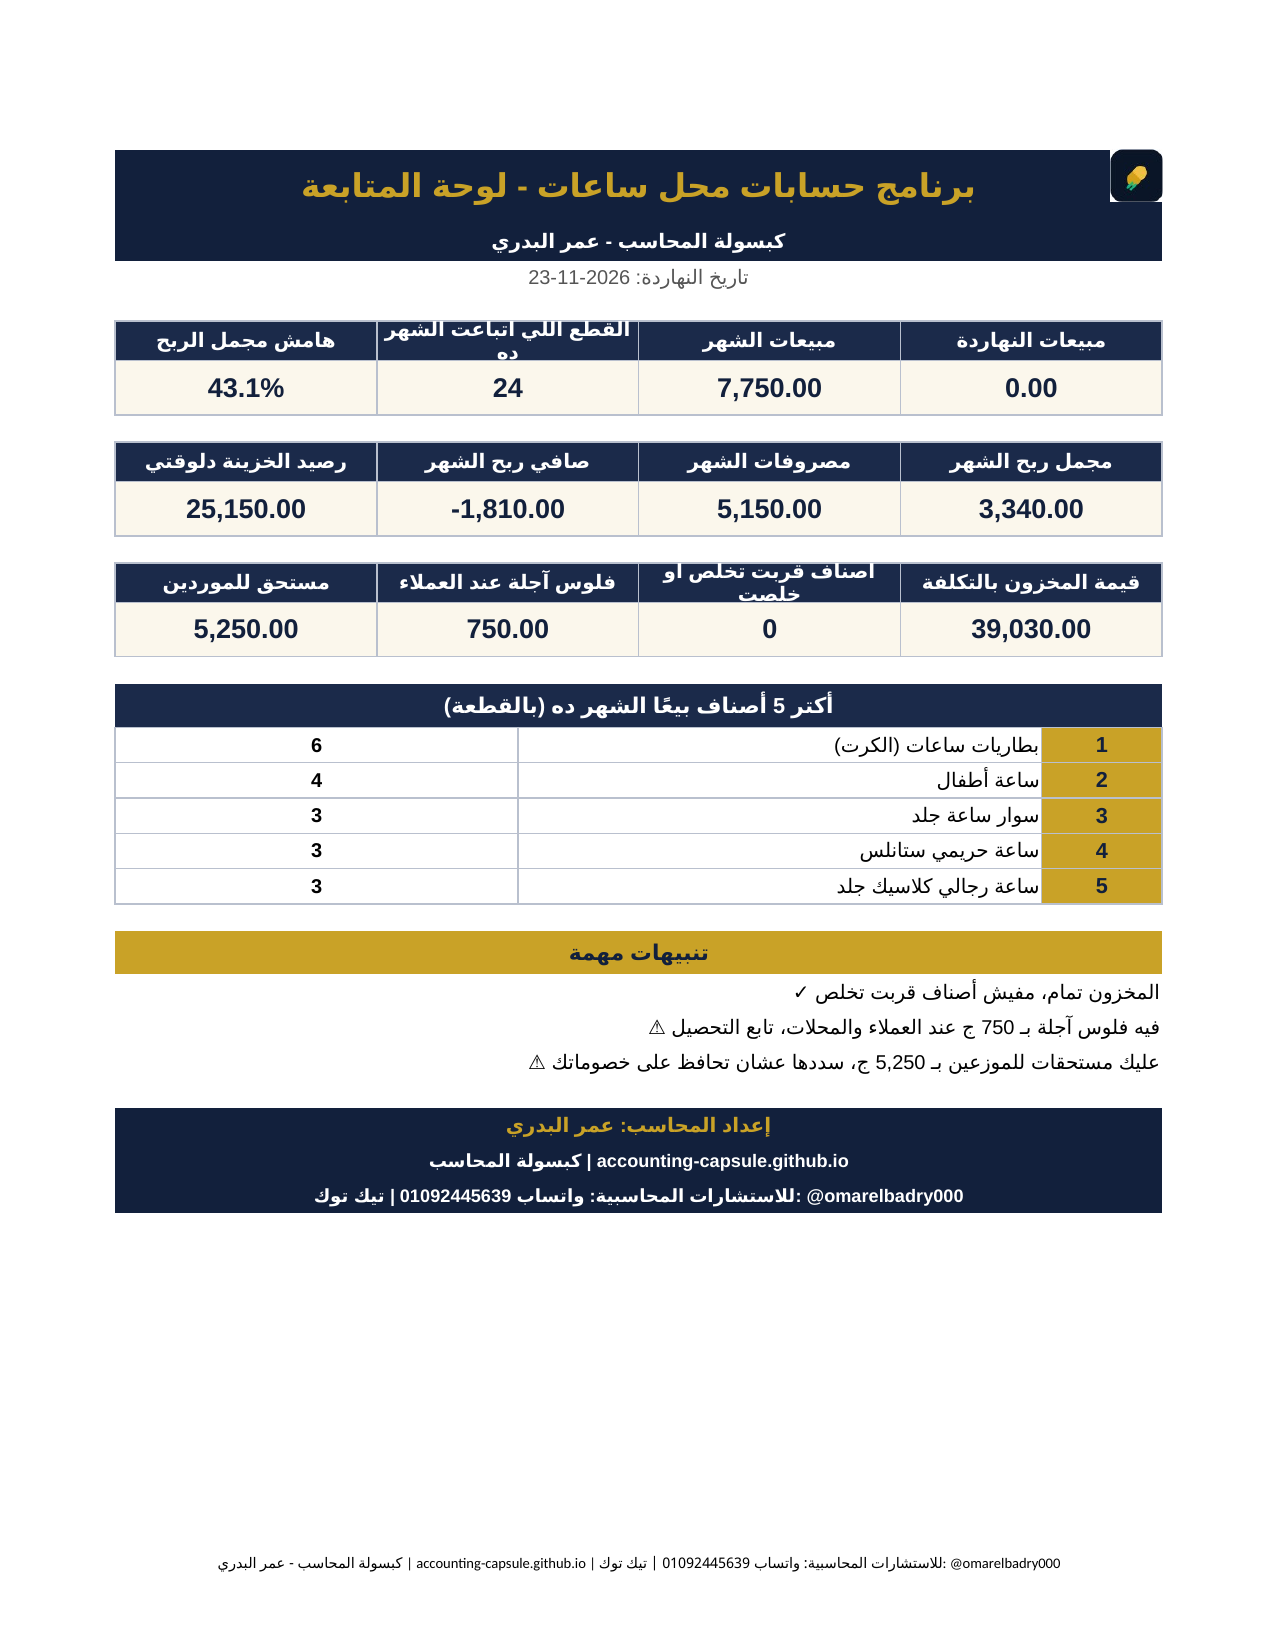 برنامج حسابات محل ساعات - لوحة المتابعة
كبسولة المحاسب - عمر البدري
تاريخ النهاردة: 2026-11-23
مبيعات النهاردة
مبيعات الشهر
القطع اللي اتباعت الشهر
ده
هامش مجمل الربح
0.00
7,750.00
24
43.1%
مجمل ربح الشهر
مصروفات الشهر
صافي ربح الشهر
رصيد الخزينة دلوقتي
3,340.00
5,150.00
-1,810.00
25,150.00
قيمة المخزون بالتكلفة
أصناف قربت تخلص أو
خلصت
فلوس آجلة عند العملاء
مستحق للموردين
39,030.00
0
750.00
5,250.00
أكتر 5 أصناف بيعًا الشهر ده (بالقطعة)
1 بطاريات ساعات (الكرت) 6
2 ساعة أطفال 4
3 سوار ساعة جلد 3
4 ساعة حريمي ستانلس 3
5 ساعة رجالي كلاسيك جلد 3
تنبيهات مهمة
المخزون تمام، مفيش أصناف قربت تخلص ✓
فيه فلوس آجلة بـ 750 ج عند العملاء والمحلات، تابع التحصيل ⚠
عليك مستحقات للموزعين بـ 5,250 ج، سددها عشان تحافظ على خصوماتك ⚠
إعداد المحاسب: عمر البدري
كبسولة المحاسب | accounting-capsule.github.io
للاستشارات المحاسبية: واتساب 01092445639 | تيك توك: @omarelbadry000
كبسولة المحاسب - عمر البدري | accounting-capsule.github.io | للاستشارات المحاسبية: واتساب 01092445639 | تيك توك: @omarelbadry000